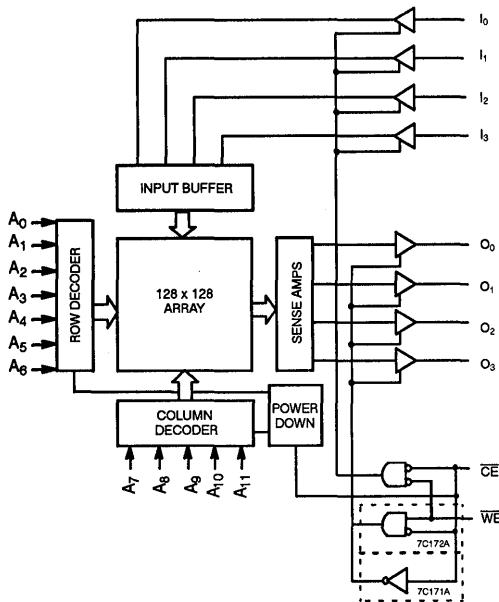 I0
I1
I2
I3
INPUT BUFFER
A0
A1
A2
A3
A4
A5
A6
ROW DECODER
128 x 128
ARRAY
SENSE AMPS
O0
O1
O2
O3
COLUMN
DECODER
POWER
DOWN
A7
A8
A9
A10
A11
CE
WE
7C172A
7C171A